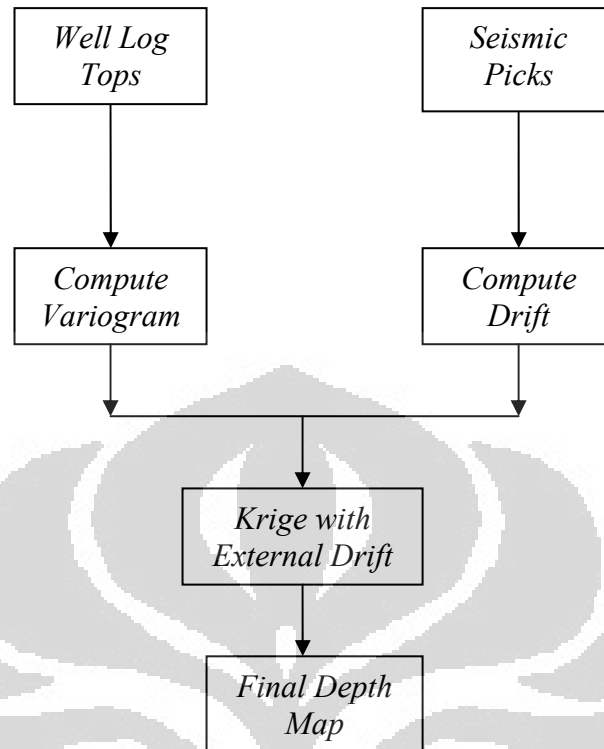 Well Log
Tops
Seismic
Picks
Compute
Variogram
Compute
Drift
Krige with
External Drift
Final Depth
Map